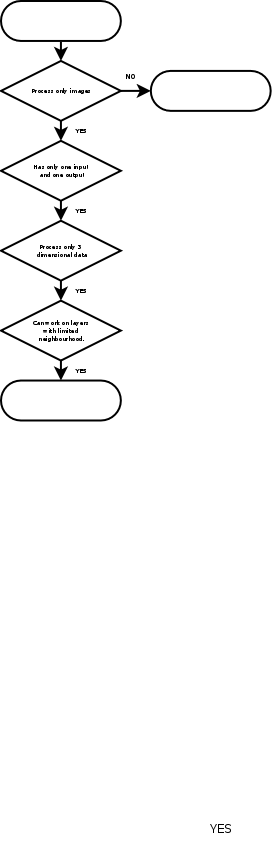 Process only images
NO
YES
Has only one input
and one output
YES
Process only 3
dimensional data
YES
Can work on layers
with limited
neighbourhood.
YES
YES